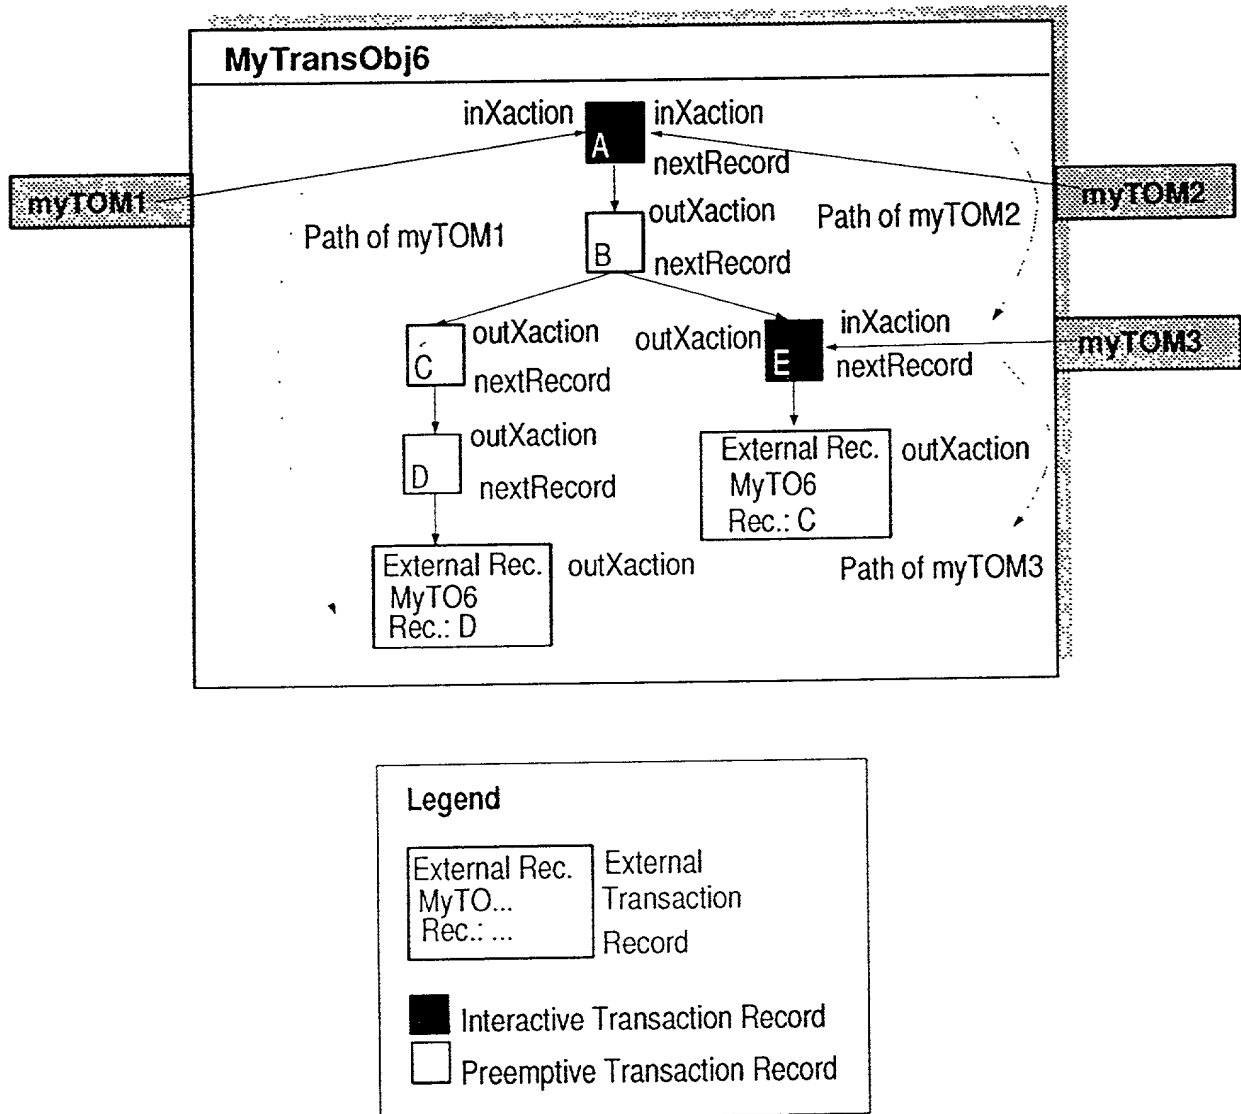 MyTransObj6
inXaction
inXaction
A
nextRecord
myTOM1
myTOM2
Path of myTOM1
outXaction
Path of myTOM2
B
nextRecord
outXaction
outXaction
inXaction
myTOM3
C
nextRecord
E
nextRecord
outXaction
D
nextRecord
External Rec.
outXaction
MyTO6
Rec.: C
External Rec.
outXaction
Path of myTOM3
MyTO6
Rec.: D
Legend
External Rec.
MyTO...
Rec.: ...
External
Transaction
Record
Interactive Transaction Record
Preemptive Transaction Record